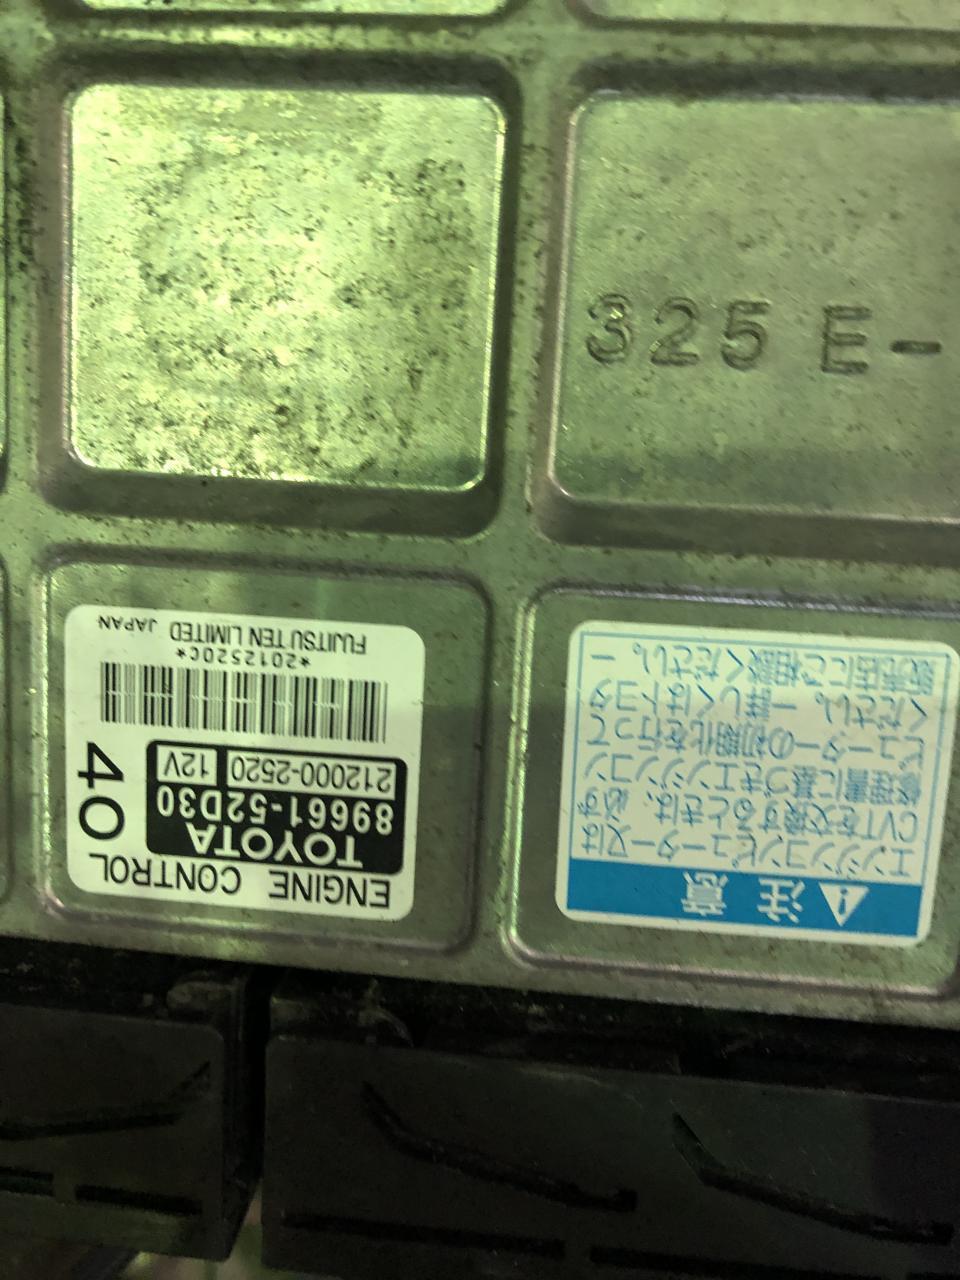 325 E-
ENGINE CONTROL
TOYOTA
89661-52D30
212000-2520
12V
40
*2012520C*
FUJITSU TEN LIMITED JAPAN
注意
エンジンコンピューター又は
CVTを交換するときは、必ず
修理書に基づきエンジンコン
ピューターの初期化を行って
ください。 ー詳しくはトヨタ
販売店にご相談ください。ー